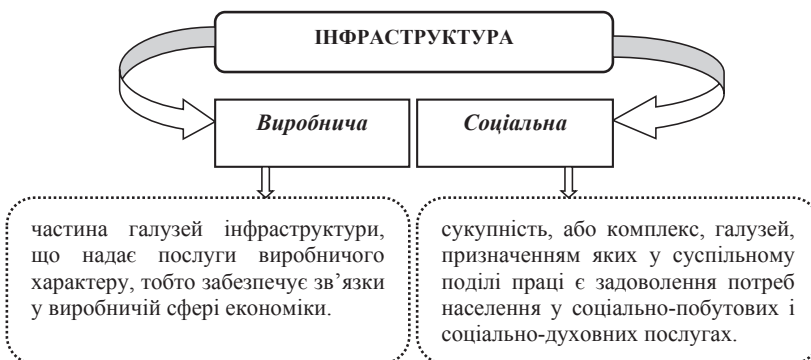 ІНФРАСТРУКТУРА
Виробнича
Соціальна
частина галузей інфраструктури,
що надає послуги виробничого
характеру, тобто забезпечує зв’язки
у виробничій сфері економіки.
сукупність, або комплекс, галузей,
призначенням яких у суспільному
поділі праці є задоволення потреб
населення у соціально-побутових і
соціально-духовних послугах.